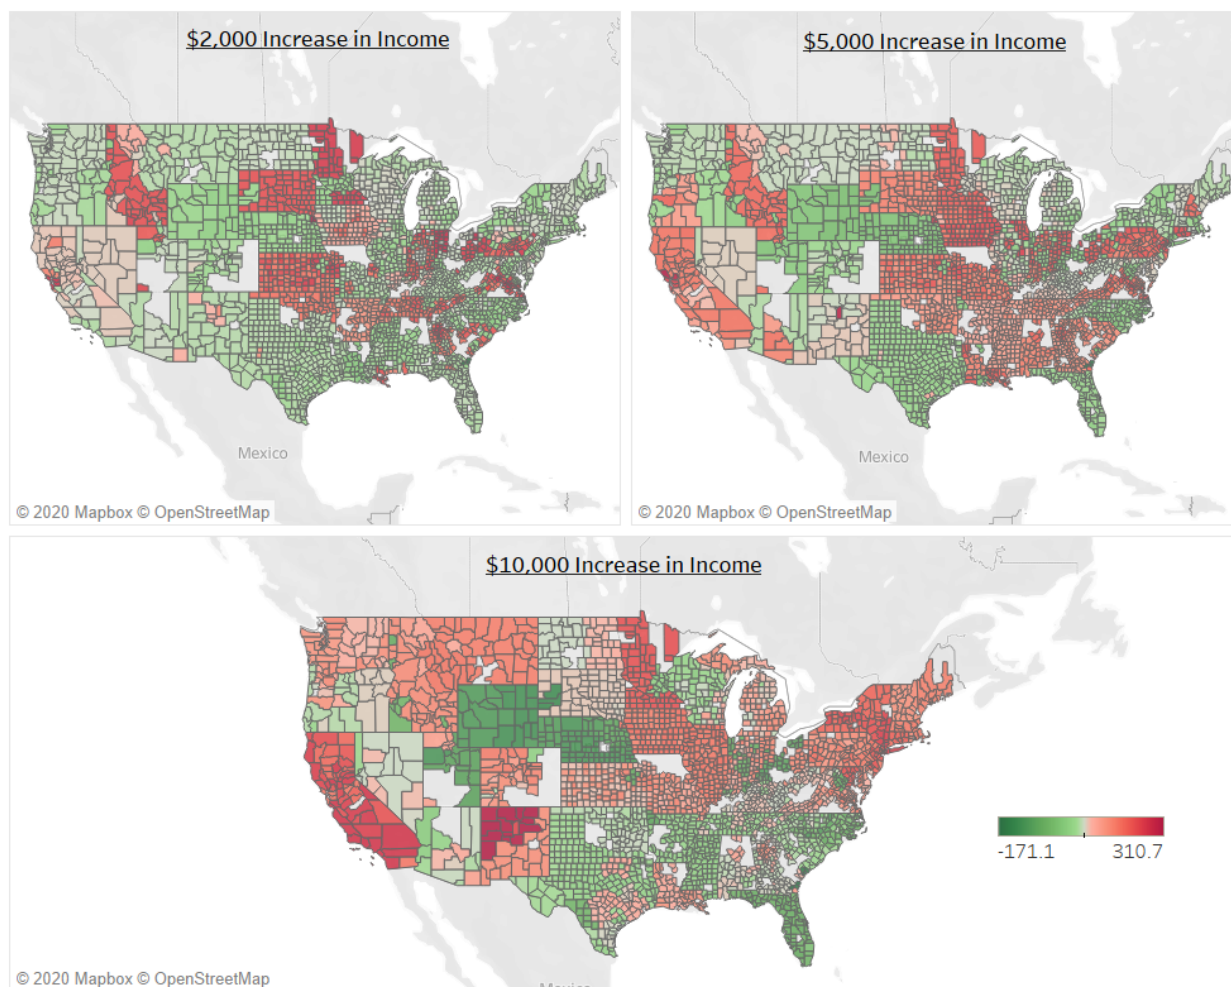 $2,000 Increase in Income
Mexico
© 2020 Mapbox © OpenStreetMap
$5,000 Increase in Income
Mexico
© 2020 Mapbox © OpenStreetMap
$10,000 Increase in Income
-171.1 310.7
© 2020 Mapbox © OpenStreetMap
Mexico